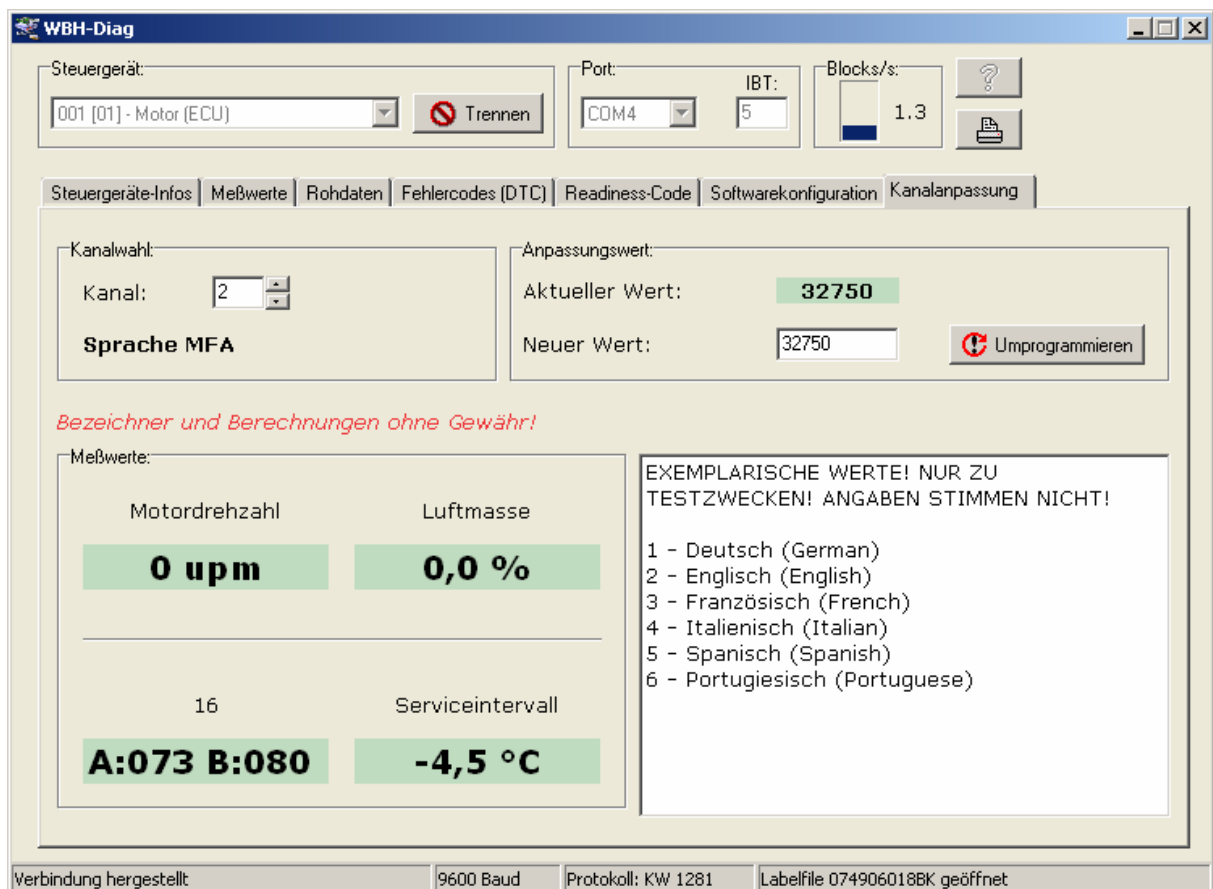 WBH-Diag
Steuergerät:
001 [01] - Motor (ECU)
Trennen
Port:
IBT:
COM4
5
Blocks/s:
1.3
Steuergeräte-Infos
Meßwerte
Rohdaten
Fehlercodes (DTC)
Readiness-Code
Softwarekonfiguration
Kanalanpassung
Kanalwahl:
Kanal:
2
Sprache MFA
Anpassungswert:
Aktueller Wert:
32750
Neuer Wert:
32750
Umprogrammieren
Bezeichner und Berechnungen ohne Gewähr!
Meßwerte:
Motordrehzahl
Luftmasse
0 upm
0,0 %
16
Serviceintervall
A:073 B:080
-4,5 °C
EXEMPLARISCHE WERTE! NUR ZU
TESTZWECKEN! ANGABEN STIMMEN NICHT!
1 - Deutsch (German)
2 - Englisch (English)
3 - Französisch (French)
4 - Italienisch (Italian)
5 - Spanisch (Spanish)
6 - Portugiesisch (Portuguese)
Verbindung hergestellt
9600 Baud
Protokoll: KW 1281
Labelfile 074906018BK geöffnet